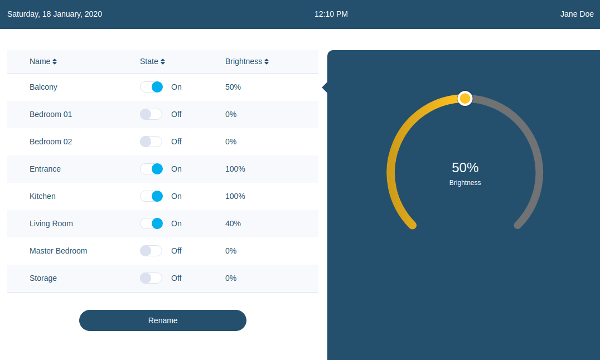 Saturday, 18 January, 2020 12:10 PM Jane Doe
Name State Brightness
Balcony On 50%
Bedroom 01 Off 0%
Bedroom 02 Off 0%
Entrance On 100%
Kitchen On 100%
Living Room On 40%
Master Bedroom Off 0%
Storage Off 0%
Rename
50%
Brightness